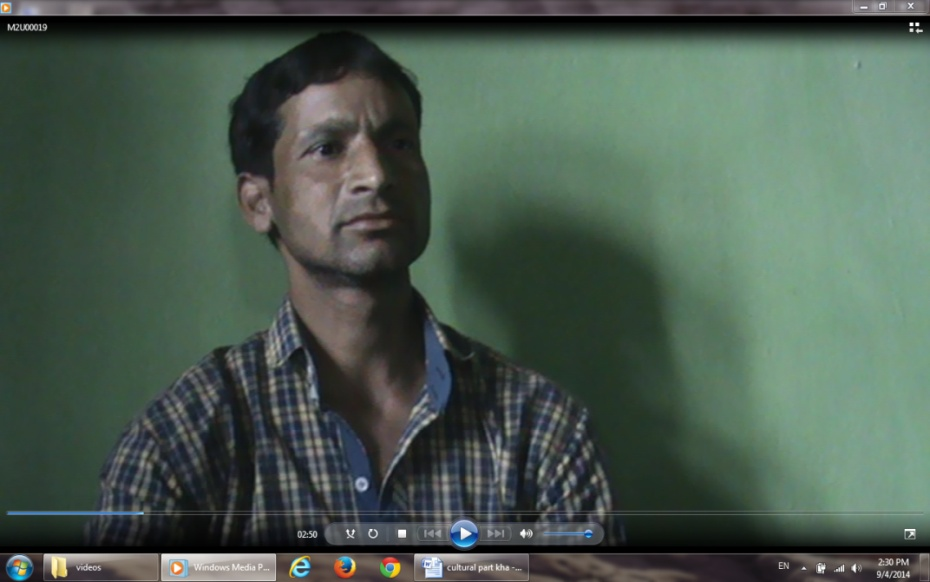 M2U00019
02:50
videos
Windows Media P...
cultural part kha -...
EN
2:30 PM
9/4/2014